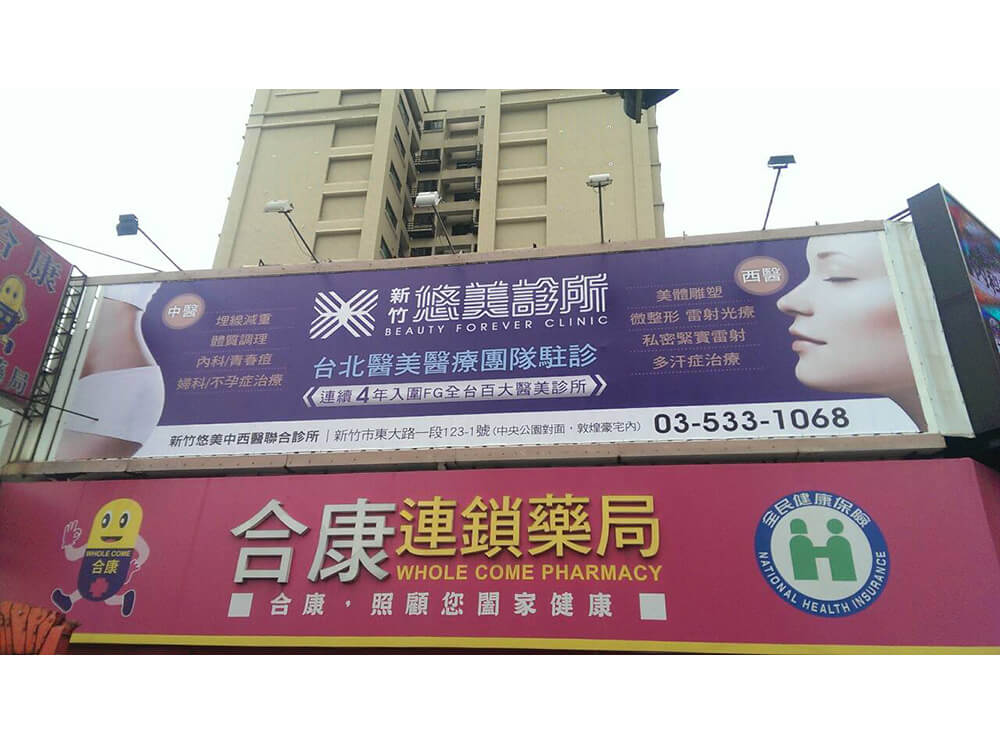 新竹 悠美診所
BEAUTY FOREVER CLINIC
台北醫美醫療團隊駐診
連續4年入圍FG全台百大醫美診所
中醫
埋線減重
體質調理
內科/青春痘
婦科/不孕症治療
西醫
美體雕塑
微整形 雷射光療
私密緊實雷射
多汗症治療
新竹悠美中西醫聯合診所｜新竹市東大路一段123-1號(中央公園對面,敦煌豪宅內) 03-533-1068
合康
藥局
WHOLE COME
合康
合康連鎖藥局
WHOLE COME PHARMACY
合康,照顧您闔家健康
全民健康保險
NATIONAL HEALTH INSURANCE